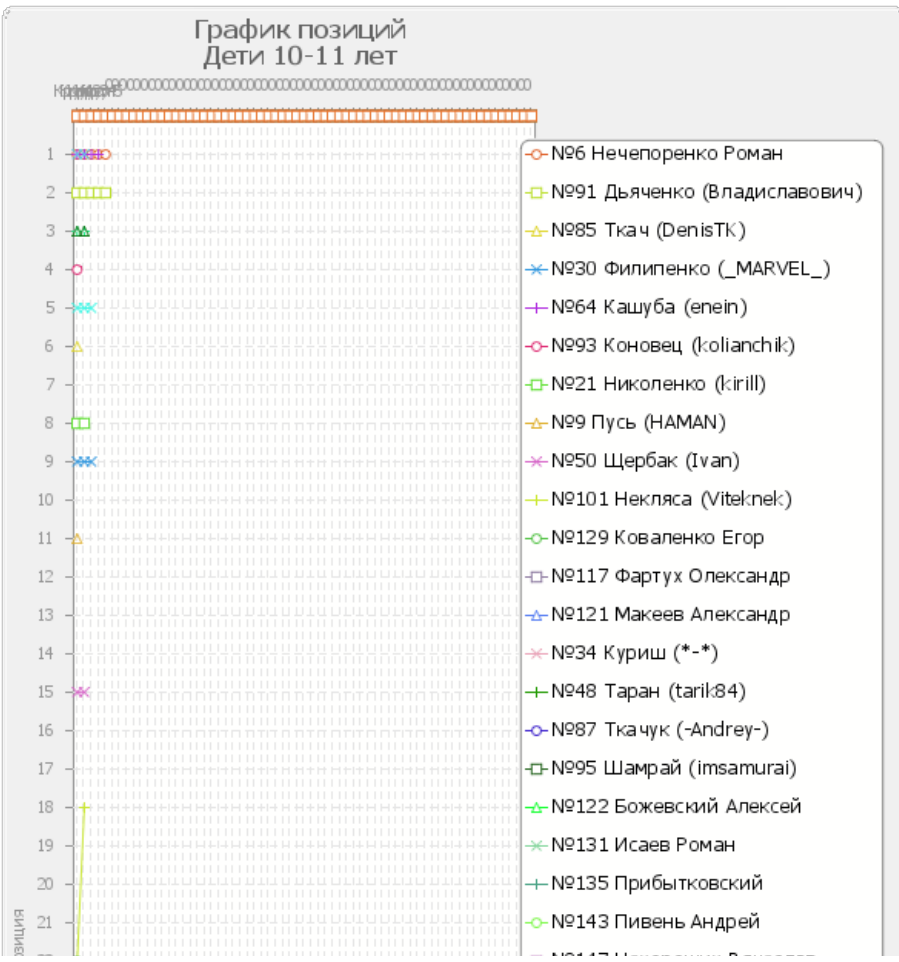 График позиций
Дети 10-11 лет
1
№6 Нечепоренко Роман
2
№91 Дьяченко (Владиславович)
3
№85 Ткач (DenisTK)
4
№30 Филипенко (_MARVEL_)
5
№64 Кашуба (enein)
6
№93 Коновец (kolianchik)
7
№21 Николенко (kirill)
8
№9 Пусь (HAMAN)
9
№50 Щербак (Ivan)
10
№101 Некляса (Viteknek)
11
№129 Коваленко Егор
12
№117 Фартух Олександр
13
№121 Макеев Александр
14
№34 Куриш (*-*)
15
№48 Таран (tarik84)
16
№87 Ткачук (-Andrey-)
17
№95 Шамрай (imsamurai)
18
№122 Божевский Алексей
19
№131 Исаев Роман
20
№135 Прибытковский
21
№143 Пивень Андрей